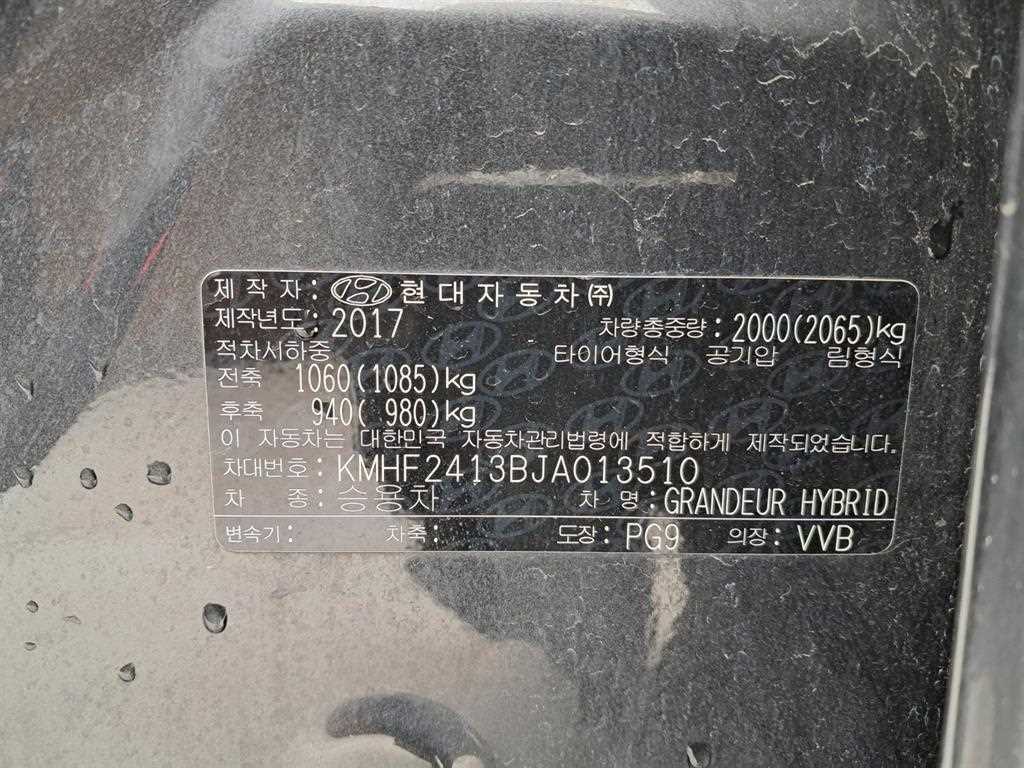 제 작 자 : 현대자동차㈜
제작년도 : 2017 차량총중량 : 2000(2065)kg
적차서하중 타이어형식 공기압 림형식
전축 1060(1085)kg
후축 940( 980)kg
이 자동차는 대한민국 자동차관리법령에 적합하게 제작되었습니다.
차대번호 : KMHF2413BJA013510
차 종 : 승용차 차 명 : GRANDEUR HYBRID
변속기 : 차축 : 도장 : PG9 의장 : VVB